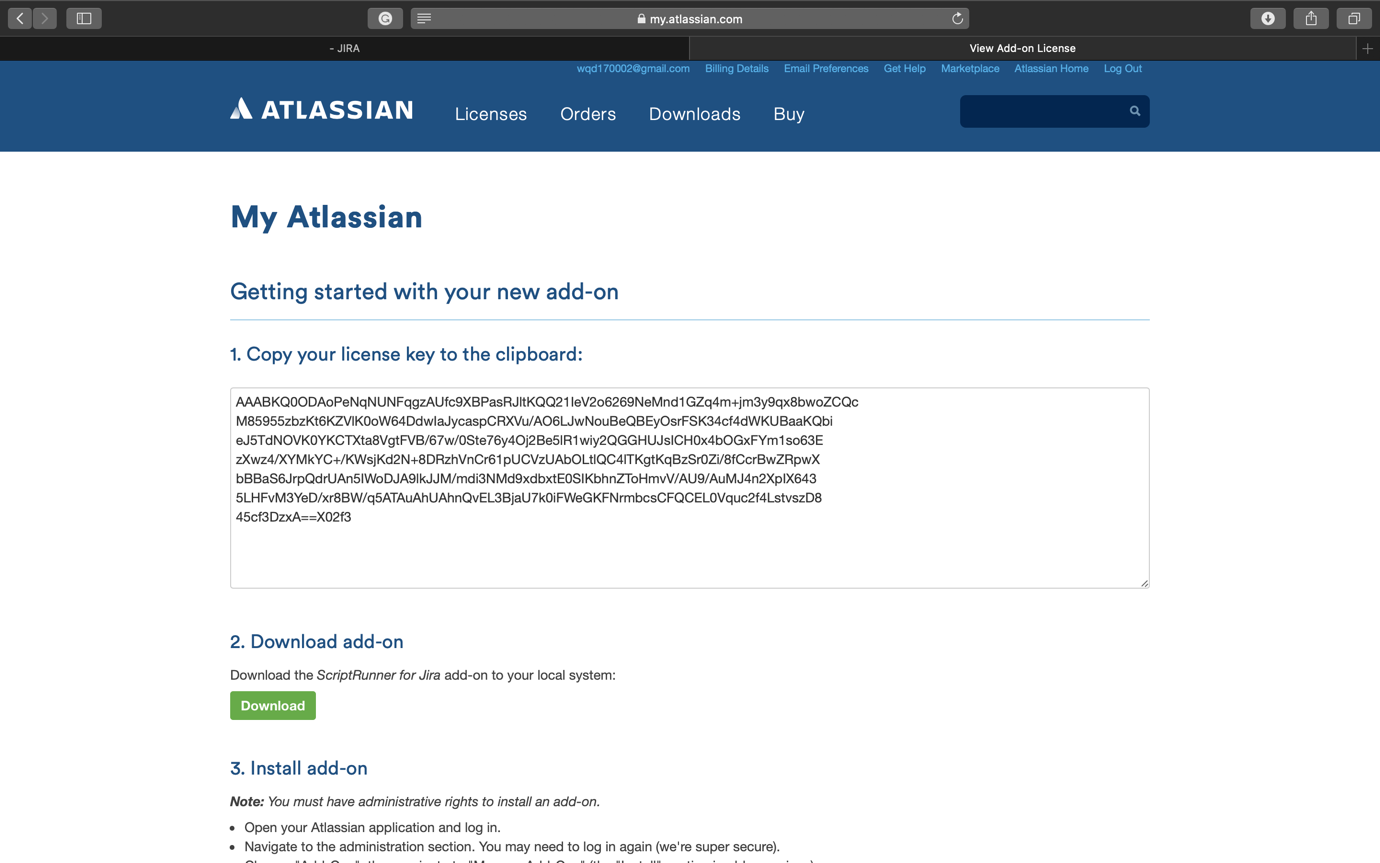 my.atlassian.com
- JIRA
View Add-on License
wqd170002@gmail.com Billing Details Email Preferences Get Help Marketplace Atlassian Home Log Out
ATLASSIAN Licenses Orders Downloads Buy
My Atlassian
Getting started with your new add-on
1. Copy your license key to the clipboard:
AAABKQ0ODAoPeNqNUNFqgzAUfc9XBPasRJltKQQ21IeV2o6269NeMnd1GZq4m+jm3y9qx8bwoZCQc
M85955zbzKt6KZVlK0oW64DdwIaJycaspCRXVu/AO6LJwNouBeQBEyOsrFSK34cf4dWKUBaaKQbi
eJ5TdNOVK0YKCTXta8VgtFVB/67w/0Ste76y4Oj2Be5lR1wiy2QGGHUJsICH0x4bOGxFYm1so63E
zXwz4/XYMkYC+/KWsjKd2N+8DRzhVnCr61pUCVzUAbOLtlQC4lTKgtKqBzSr0Zi/8fCcrBwZRpwX
bBBaS6JrpQdrUAn5IWoDJA9lkJJM/mdi3NMd9xdbxtE0SlKbhnZToHmvV/AU9/AuMJ4n2XpIX643
5LHFvM3YeD/xr8BW/q5ATAuAhUAhnQvEL3BjaU7k0iFWeGKFNrmbcsCFQCEL0Vquc2f4LstvszD8
45cf3DzxA==X02f3
2. Download add-on
Download the ScriptRunner for Jira add-on to your local system:
Download
3. Install add-on
Note: You must have administrative rights to install an add-on.
• Open your Atlassian application and log in.
• Navigate to the administration section. You may need to log in again (we're super secure).